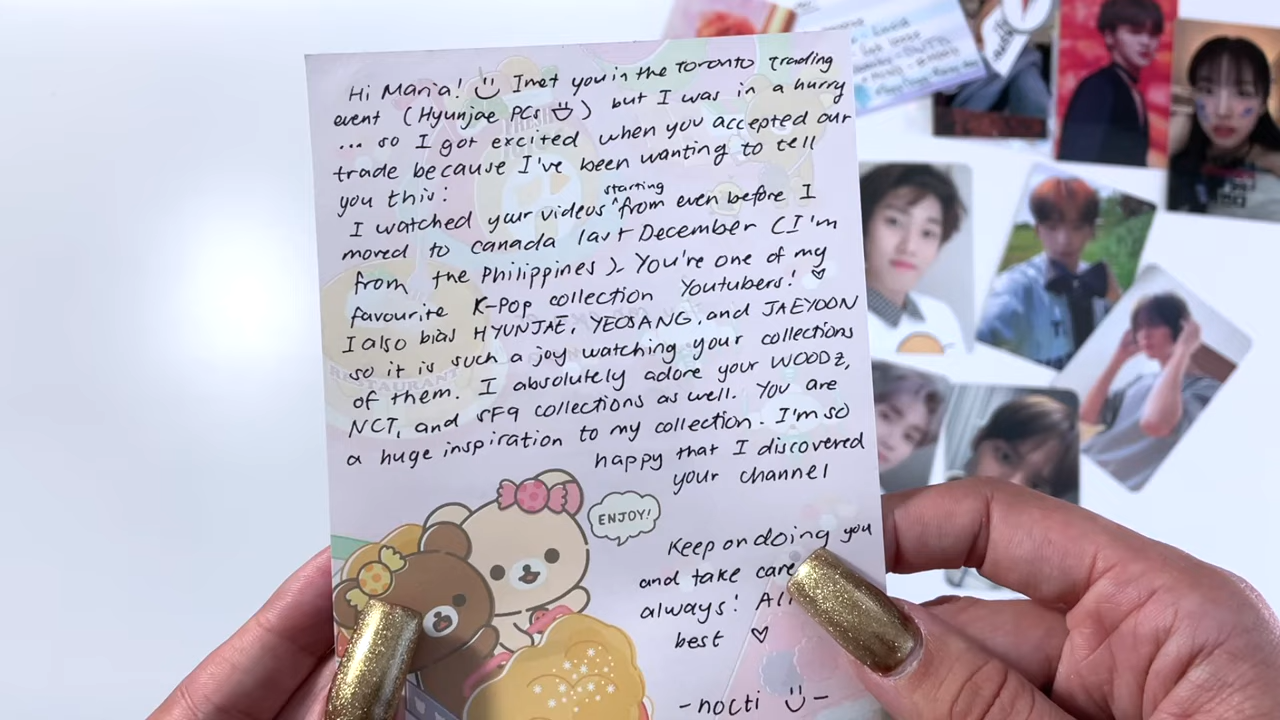 Hi Maria! I met you in the Toronto trading
event (Hyunjae PCs ) but I was in a hurry
... so I got excited when you accepted our
trade because I've been wanting to tell
you this:
starting
I watched your videos ^ from even before I
moved to Canada last December (I'm
from the Philippines). You're one of my
favourite K-POP collection Youtubers! ♡
I also bias HYUNJAE, YEOSANG, and JAEYOON
so it is such a joy watching your collections
of them. I absolutely adore your WOODZ,
NCT, and SF9 collections as well. You are
a huge inspiration to my collection. I'm so
happy that I discovered
your channel
ENJOY!
Keep on doing you
and take care
always! All
best ♡
-nocti -
RESTAURANT